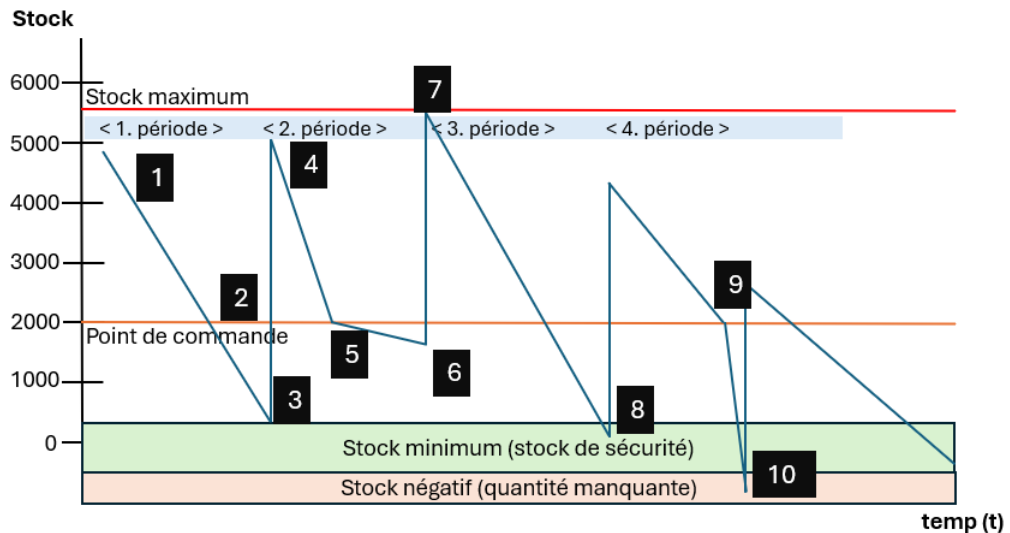 Stock
6000
Stock maximum
7
< 1. période >
< 2. période >
< 3. période >
< 4. période >
5000
1
4
4000
3000
2
9
2000
Point de commande
5
6
1000
3
8
0
Stock minimum (stock de sécurité)
10
Stock négatif (quantité manquante)
temp (t)